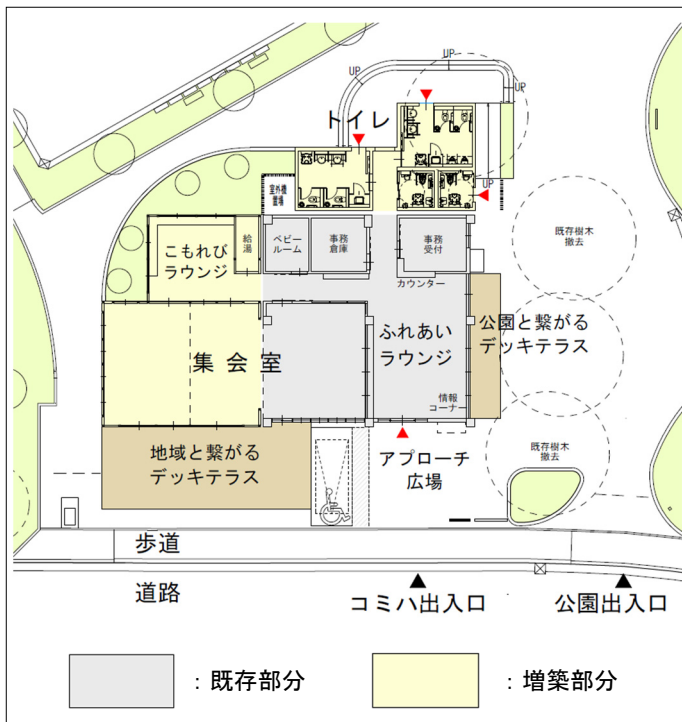 UP
UP
UP
トイレ
UP
室外機
置場
既存樹木
撤去
給
湯
ベビー
ルーム
事務
倉庫
事務
受付
こもれび
ラウンジ
カウンター
公園と繋がる
デッキテラス
ふれあい
ラウンジ
集会室
情報
コーナー
既存樹木
撤去
地域と繋がる
デッキテラス
アプローチ
広場
歩道
道路
コミハ出入口
公園出入口
：既存部分
：増築部分